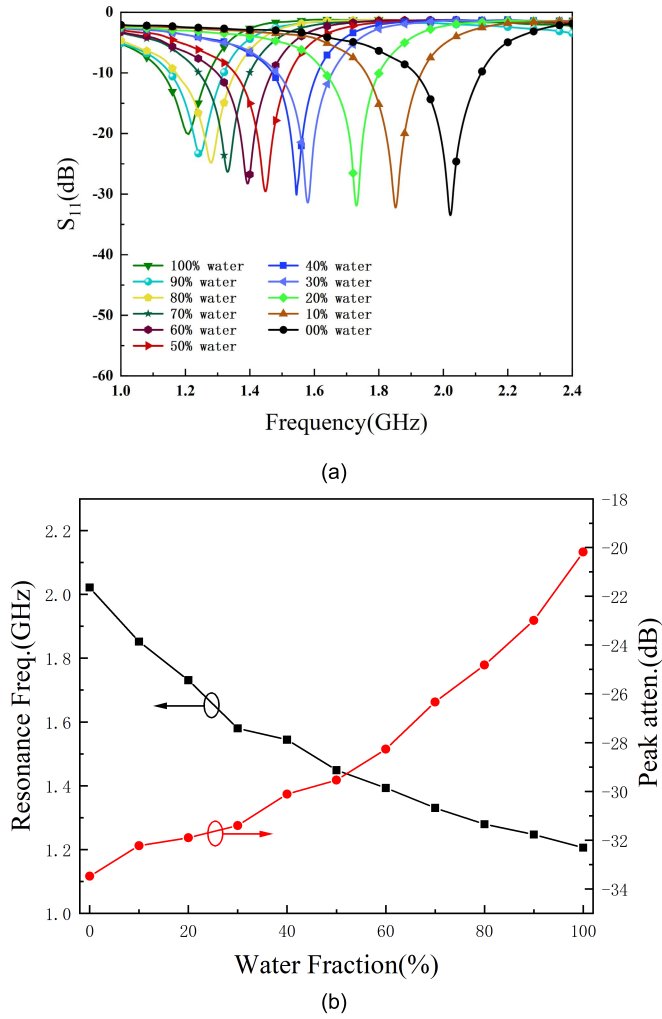 0
-10
-20
-30
-40
-50
-60
S11(dB)
100% water
90% water
80% water
70% water
60% water
50% water
40% water
30% water
20% water
10% water
00% water
1.0 1.2 1.4 1.6 1.8 2.0 2.2 2.4
Frequency(GHz)
(a)
2.2
2.0
1.8
1.6
1.4
1.2
1.0
Resonance Freq.(GHz)
-18
-20
-22
-24
-26
-28
-30
-32
-34
Peak atten.(dB)
0 20 40 60 80 100
Water Fraction(%)
(b)